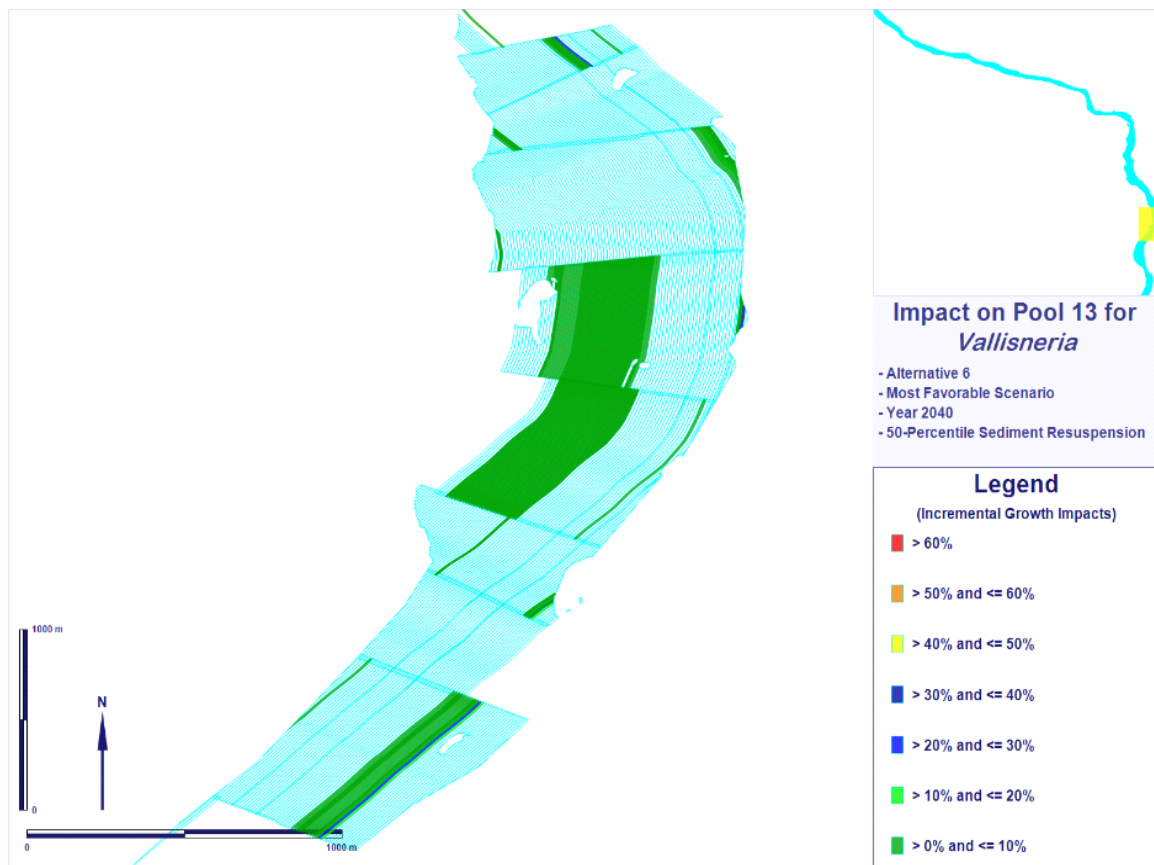 Impact on Pool 13 for
Vallisneria
- Alternative 6
- Most Favorable Scenario
- Year 2040
- 50-Percentile Sediment Resuspension
Legend
(Incremental Growth Impacts)
> 60%
> 50% and <= 60%
> 40% and <= 50%
> 30% and <= 40%
> 20% and <= 30%
> 10% and <= 20%
> 0% and <= 10%
1000 m
N
0
0
1000 m